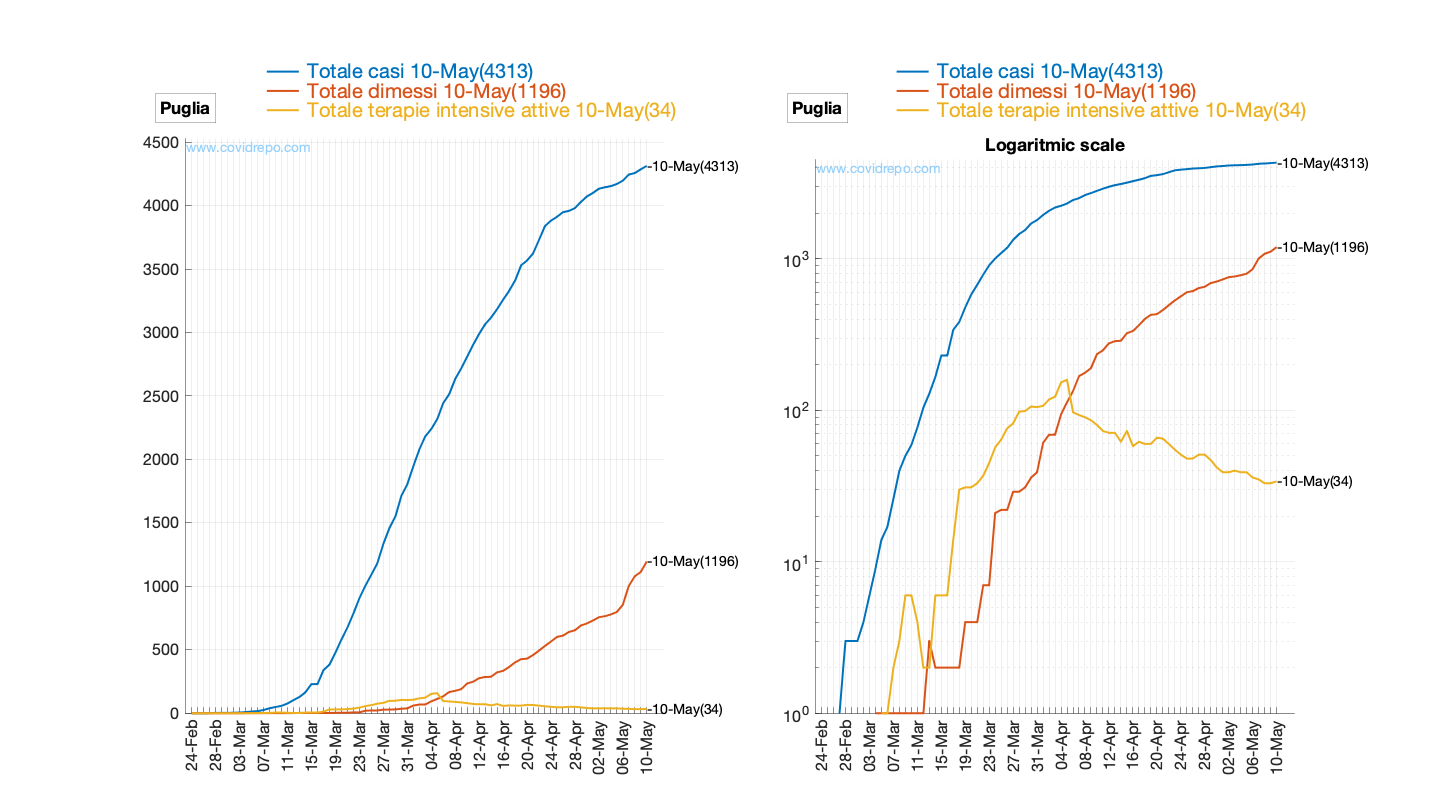 Totale casi 10-May(4313)
Totale dimessi 10-May(1196)
Totale terapie intensive attive 10-May(34)
Puglia
www.covidrepo.com
4500
4000
3500
3000
2500
2000
1500
1000
500
0
10-May(4313)
10-May(1196)
10-May(34)
24-Feb
28-Feb
03-Mar
07-Mar
11-Mar
15-Mar
19-Mar
23-Mar
27-Mar
31-Mar
04-Apr
08-Apr
12-Apr
16-Apr
20-Apr
24-Apr
28-Apr
02-May
06-May
10-May
Totale casi 10-May(4313)
Totale dimessi 10-May(1196)
Totale terapie intensive attive 10-May(34)
Puglia
Logaritmic scale
www.covidrepo.com
10³
10²
10¹
10⁰
10-May(4313)
10-May(1196)
10-May(34)
24-Feb
28-Feb
03-Mar
07-Mar
11-Mar
15-Mar
19-Mar
23-Mar
27-Mar
31-Mar
04-Apr
08-Apr
12-Apr
16-Apr
20-Apr
24-Apr
28-Apr
02-May
06-May
10-May